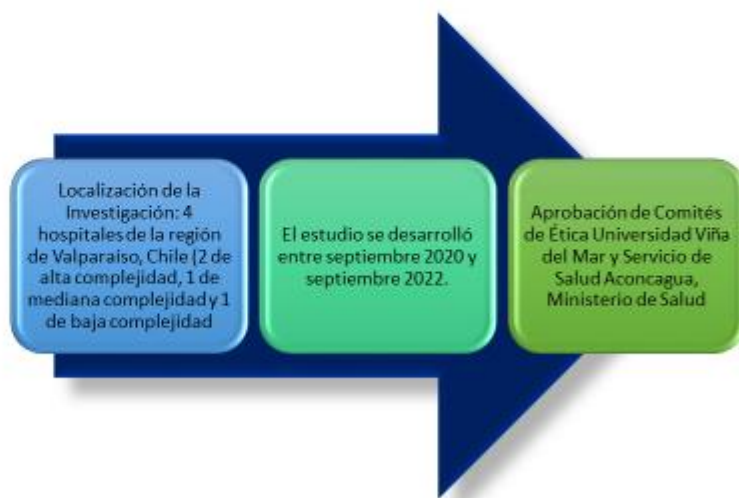 Localización de la
Investigación: 4
hospitales de la región
de Valparaíso, Chile (2 de
alta complejidad, 1 de
mediana complejidad y 1
de baja complejidad
El estudio se desarrolló
entre septiembre 2020 y
septiembre 2022.
Aprobación de Comités
de Ética Universidad Viña
del Mar y Servicio de
Salud Aconcagua,
Ministerio de Salud